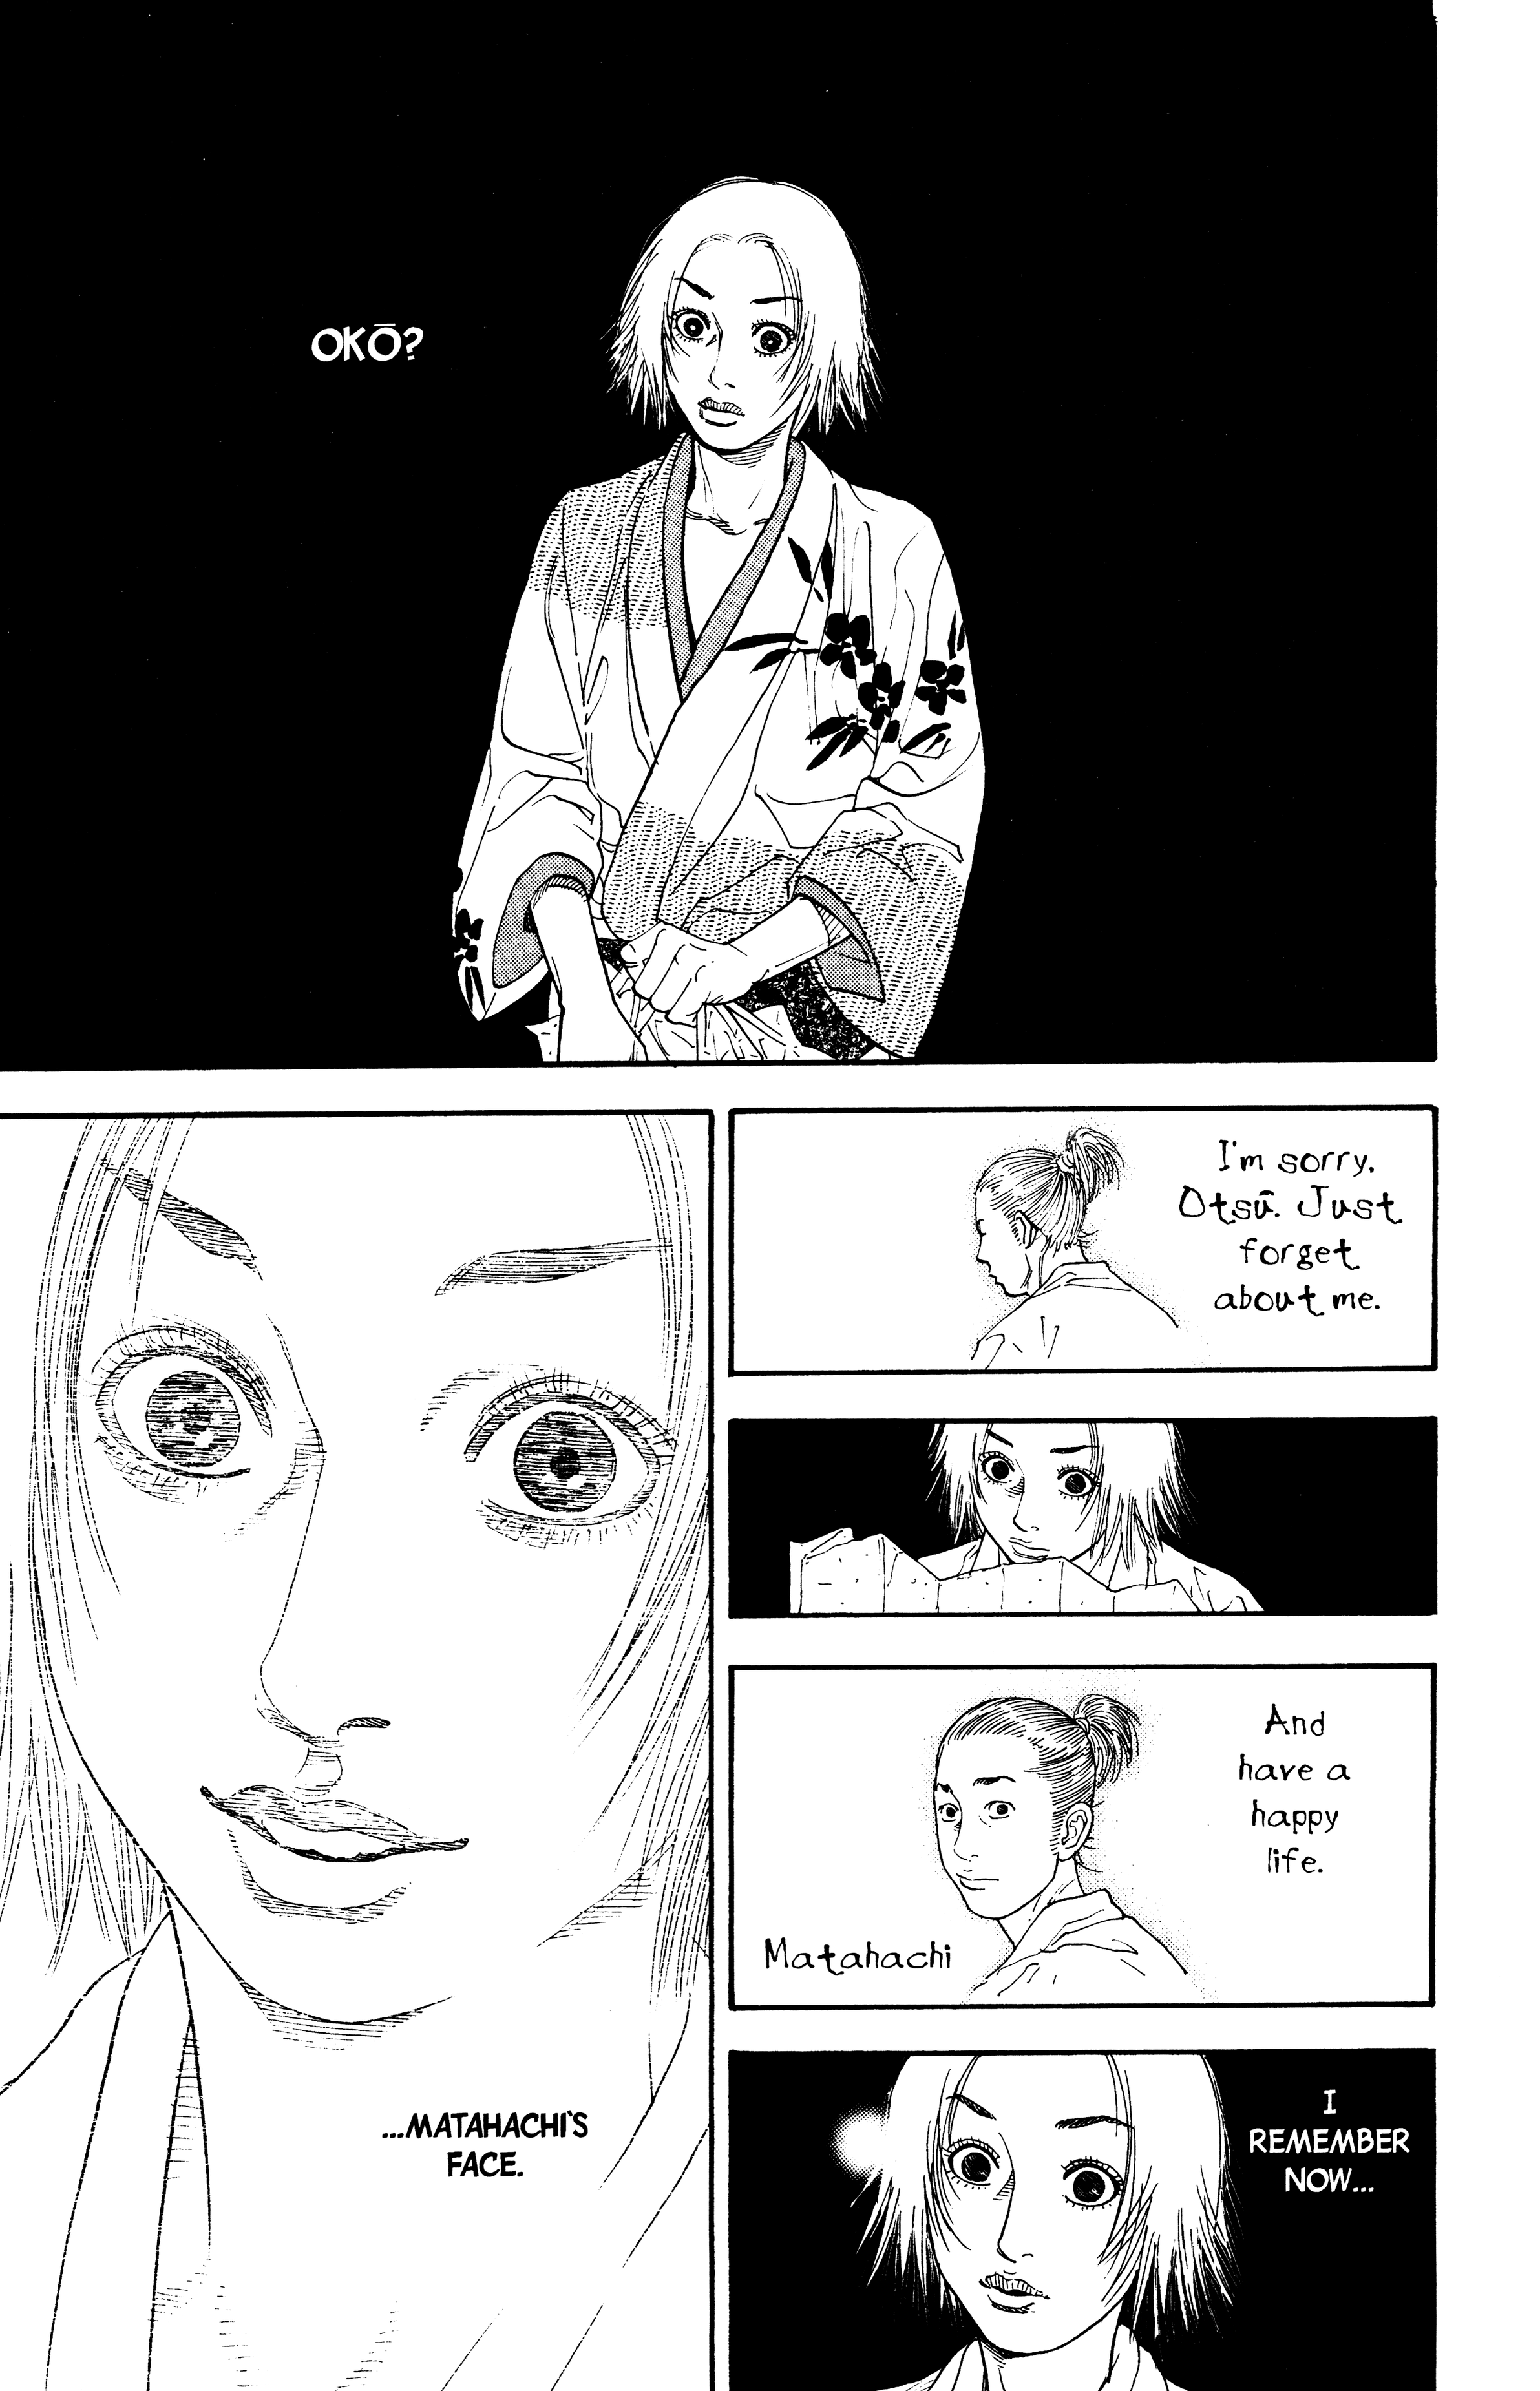 OKŌ?
I'm sorry,
Otsū. Just
forget
about me.
And
have a
happy
life.
Matahachi
I
REMEMBER
NOW...
...MATAHACHI'S
FACE.